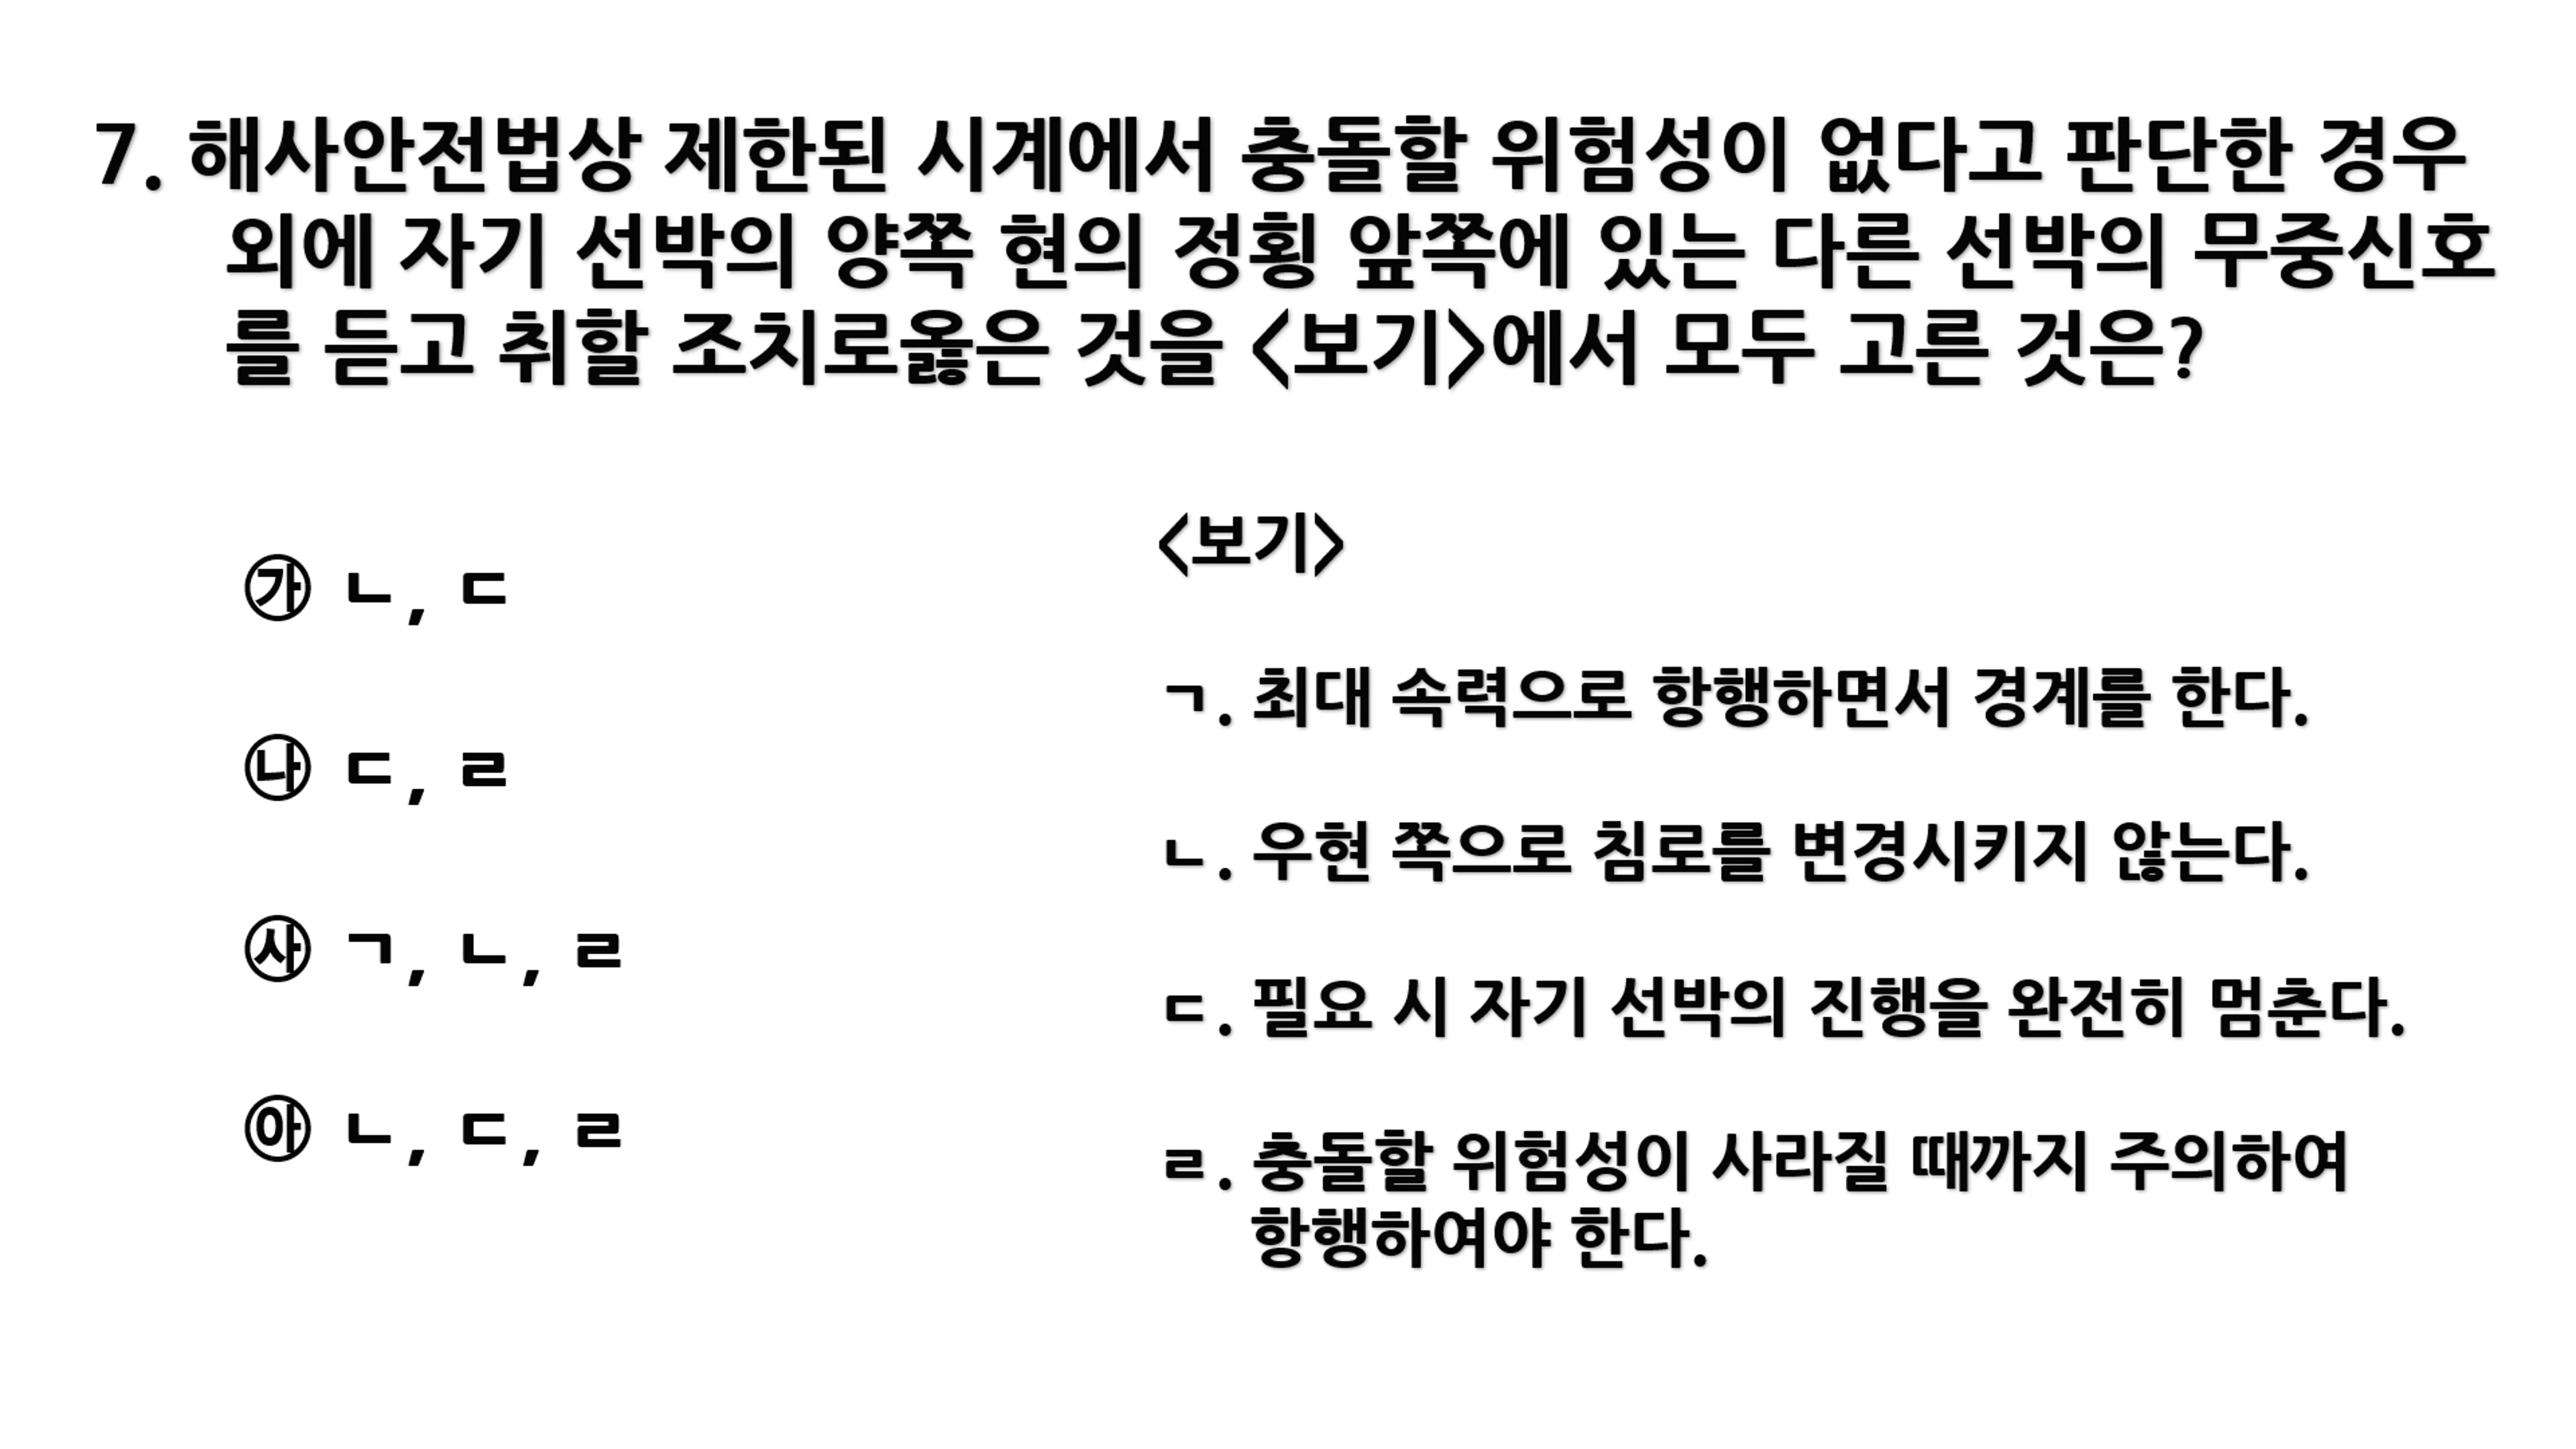 7. 해사안전법상 제한된 시계에서 충돌할 위험성이 없다고 판단한 경우
외에 자기 선박의 양쪽 현의 정횡 앞쪽에 있는 다른 선박의 무중신호
를 듣고 취할 조치로옳은 것을 <보기>에서 모두 고른 것은?
㉮ ㄴ, ㄷ
㉯ ㄷ, ㄹ
㉴ ㄱ, ㄴ, ㄹ
㉵ ㄴ, ㄷ, ㄹ
<보기>
ㄱ. 최대 속력으로 항행하면서 경계를 한다.
ㄴ. 우현 쪽으로 침로를 변경시키지 않는다.
ㄷ. 필요 시 자기 선박의 진행을 완전히 멈춘다.
ㄹ. 충돌할 위험성이 사라질 때까지 주의하여
항행하여야 한다.